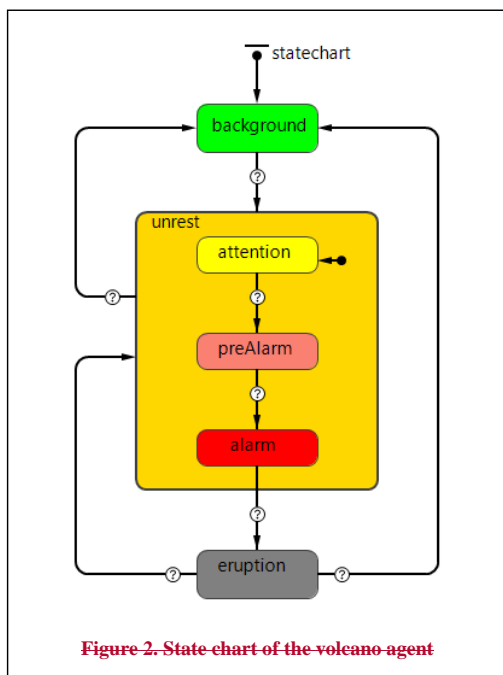 statechart
background
?
unrest
attention
?
?
preAlarm
?
alarm
?
eruption
?
?
Figure 2. State chart of the volcano agent